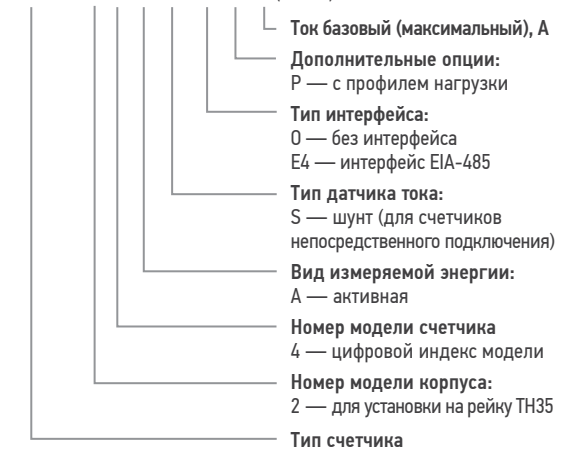 Ток базовый (максимальный), А
Дополнительные опции:
P — с профилем нагрузки
Тип интерфейса:
0 — без интерфейса
E4 — интерфейс EIA-485
Тип датчика тока:
S — шунт (для счетчиков
непосредственного подключения)
Вид измеряемой энергии:
A — активная
Номер модели счетчика
4 — цифровой индекс модели
Номер модели корпуса:
2 — для установки на рейку TH35
Тип счетчика